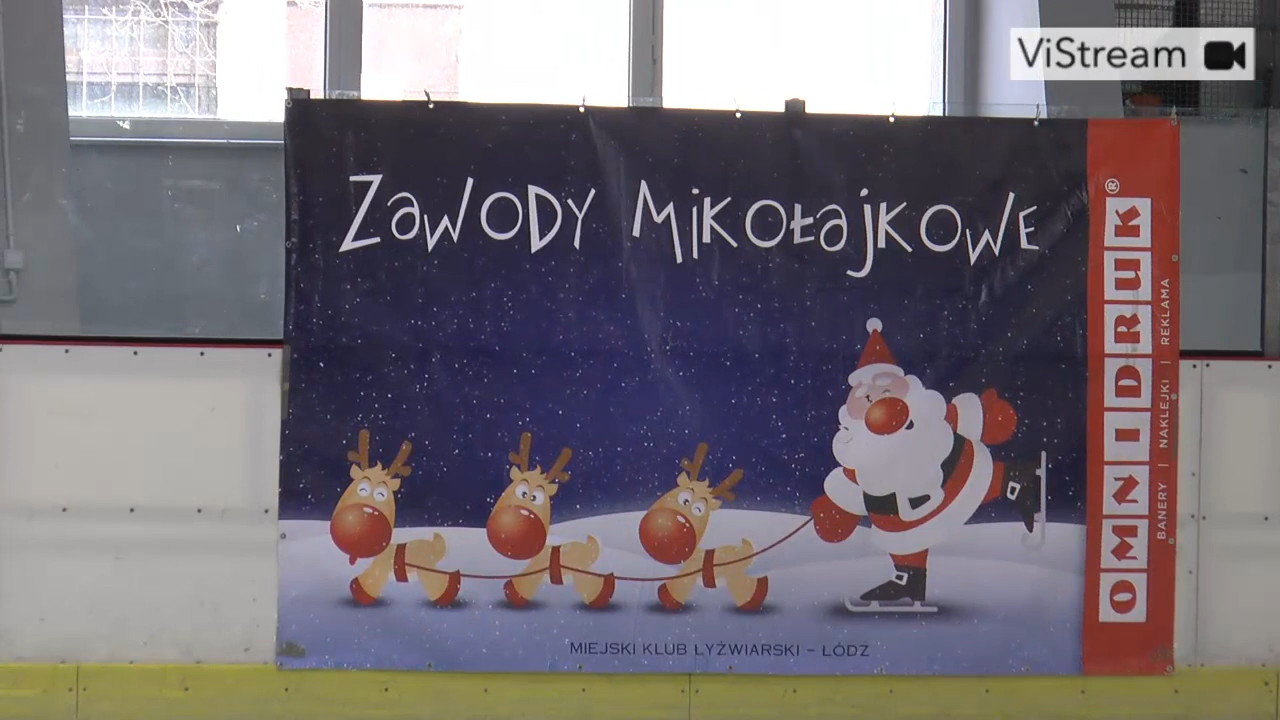 ViStream
Zawody Mikołajkowe
OMNIDRUK®
BANERY | NAKLEJKI | REKLAMA
MIEJSKI KLUB ŁYŻWIARSKI – ŁÓDŹ